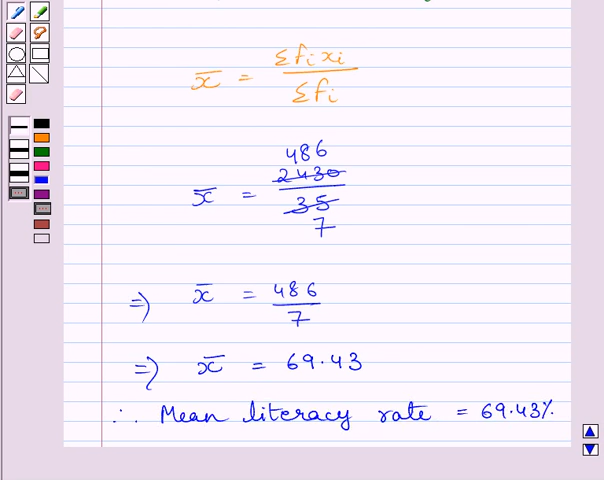 x̄ = Σfixi / Σfi
486
x̄ = 2430 / 35
7
=) x̄ = 486 / 7
=) x̄ = 69.43
∴ Mean literacy rate = 69.43%.